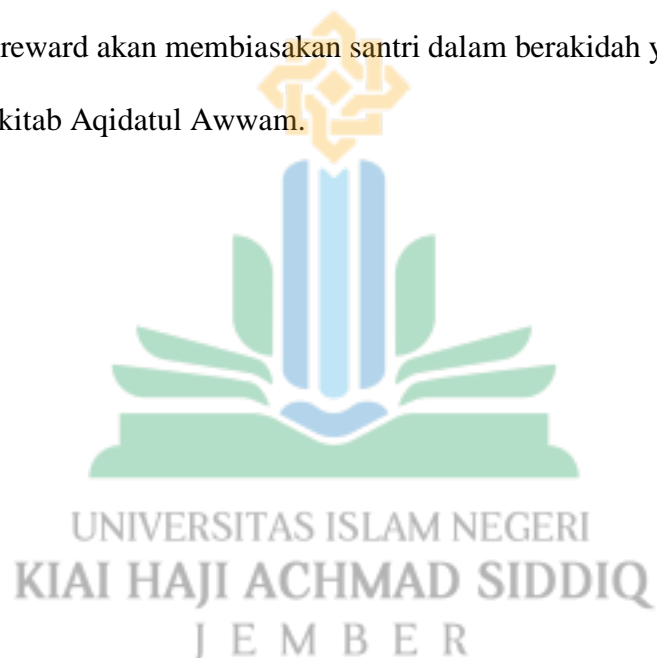 reward akan membiasakan santri dalam berakidah y
kitab Aqidatul Awwam.
UNIVERSITAS ISLAM NEGERI
KIAI HAJI ACHMAD SIDDIQ
J E M B E R